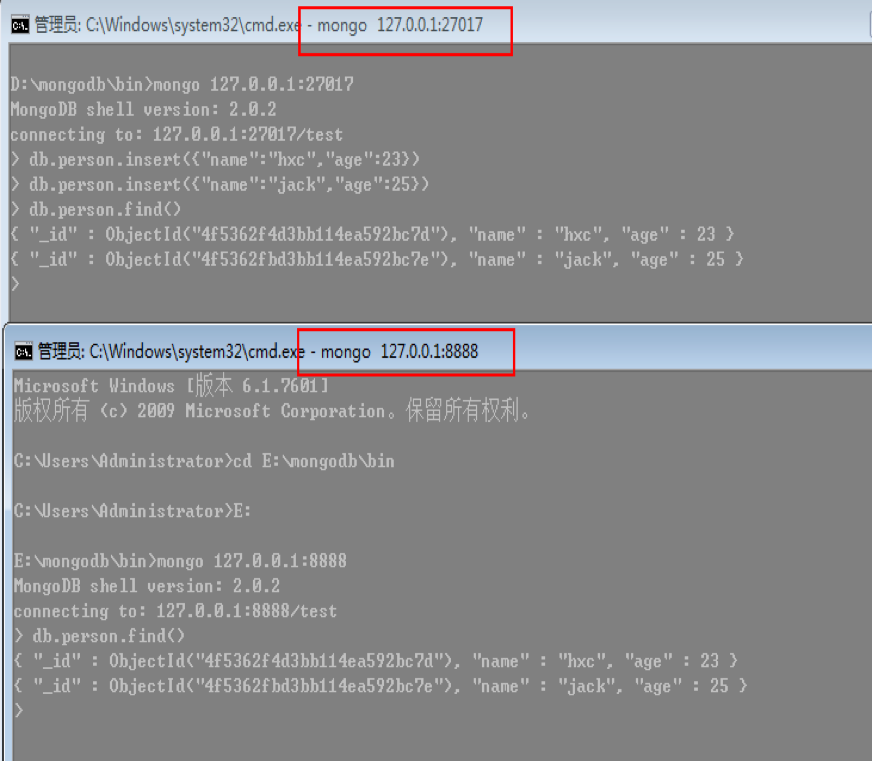 管理员: C:\Windows\system32\cmd.exe - mongo  127.0.0.1:27017
D:\mongodb\bin>mongo 127.0.0.1:27017
MongoDB shell version: 2.0.2
connecting to: 127.0.0.1:27017/test
> db.person.insert({"name":"hxc","age":23})
> db.person.insert({"name":"jack","age":25})
> db.person.find()
{ "_id" : ObjectId("4f5362f4d3bb114ea592bc7d"), "name" : "hxc", "age" : 23 }
{ "_id" : ObjectId("4f5362fbd3bb114ea592bc7e"), "name" : "jack", "age" : 25 }
>
管理员: C:\Windows\system32\cmd.exe - mongo  127.0.0.1:8888
Microsoft Windows [版本 6.1.7601]
版权所有 (c) 2009 Microsoft Corporation。保留所有权利。
C:\Users\Administrator>cd E:\mongodb\bin
C:\Users\Administrator>E:
E:\mongodb\bin>mongo 127.0.0.1:8888
MongoDB shell version: 2.0.2
connecting to: 127.0.0.1:8888/test
> db.person.find()
{ "_id" : ObjectId("4f5362f4d3bb114ea592bc7d"), "name" : "hxc", "age" : 23 }
{ "_id" : ObjectId("4f5362fbd3bb114ea592bc7e"), "name" : "jack", "age" : 25 }
>